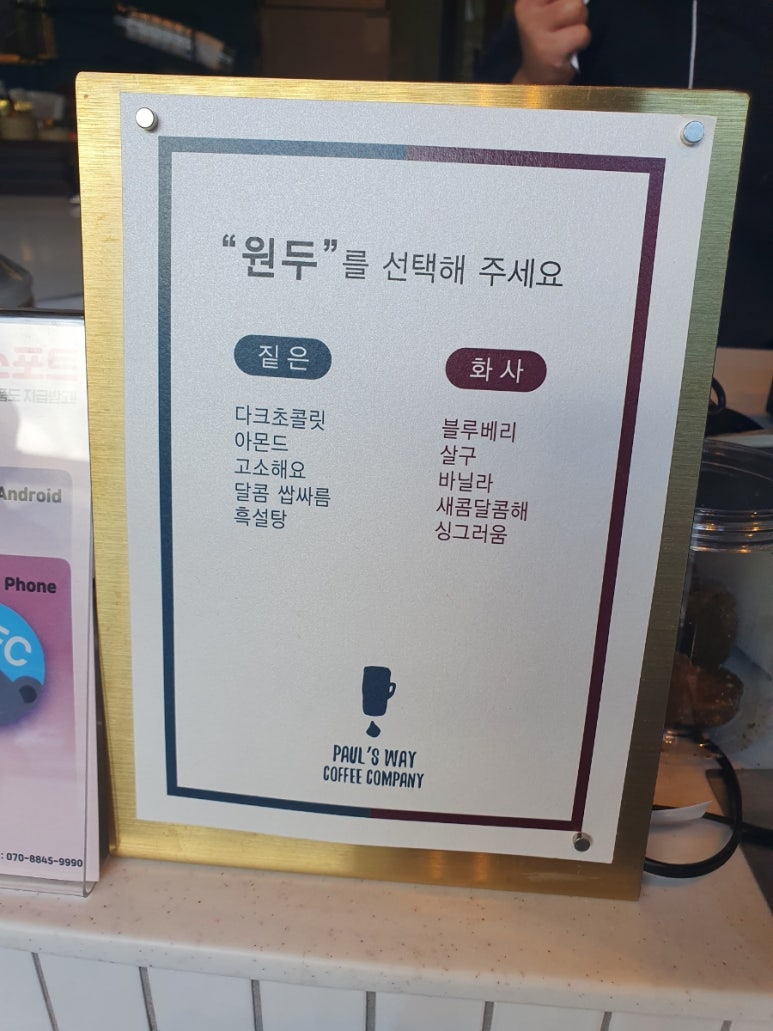 “원두”를 선택해 주세요
짙은
다크초콜릿
아몬드
고소해요
달콤 쌉싸름
흑설탕
화사
블루베리
살구
바닐라
새콤달콤해
싱그러움
PAUL'S WAY
COFFEE COMPANY
Android
Phone
: 070-8845-9990